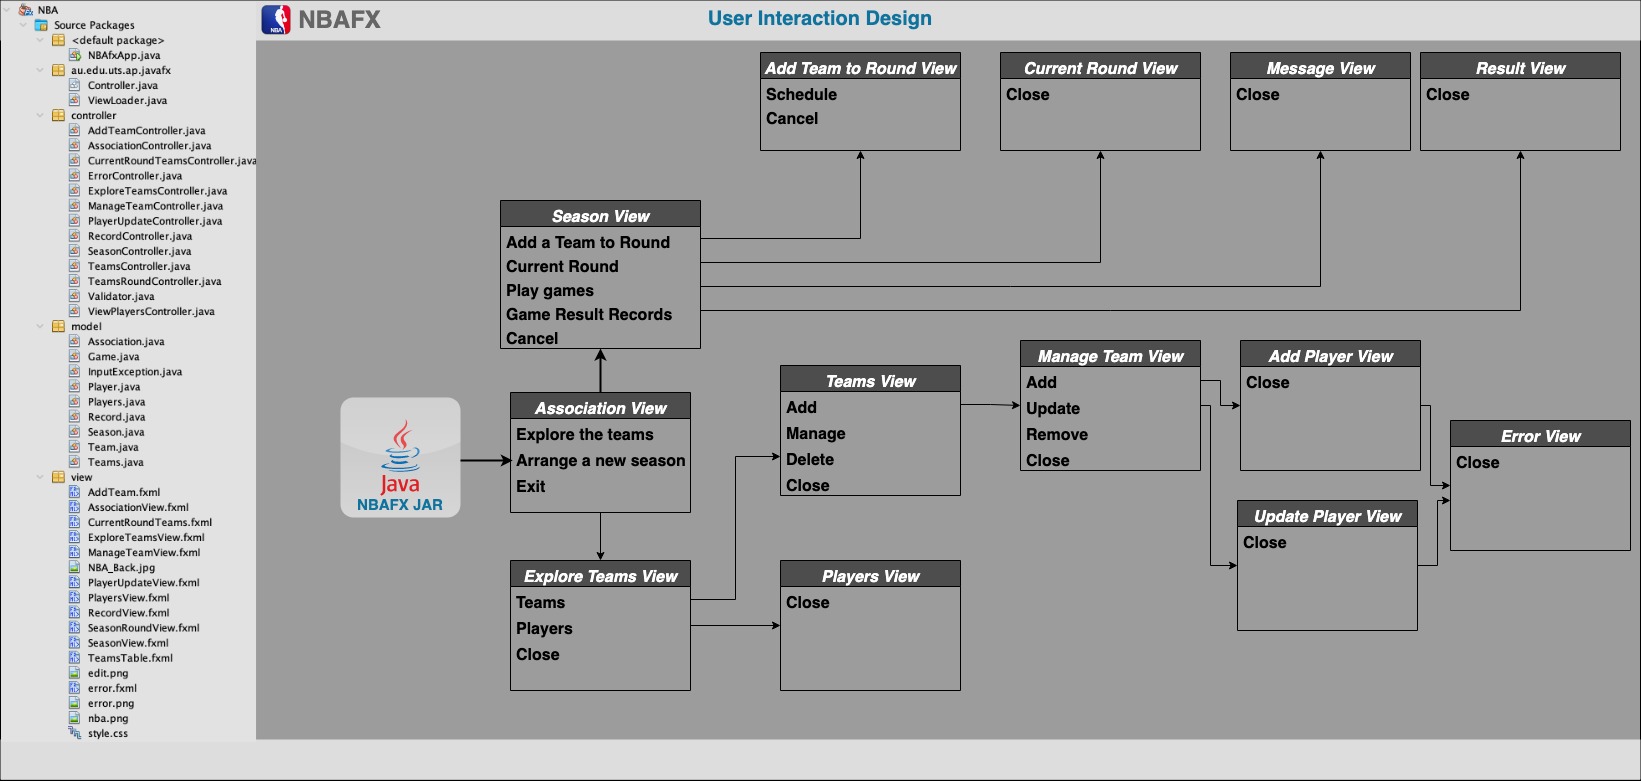 NBA
Source Packages
<default package>
NBAfxApp.java
au.edu.uts.ap.javafx
Controller.java
ViewLoader.java
controller
AddTeamController.java
AssociationController.java
CurrentRoundTeamsController.java
ErrorController.java
ExploreTeamsController.java
ManageTeamController.java
PlayerUpdateController.java
RecordController.java
SeasonController.java
TeamsController.java
TeamsRoundController.java
Validator.java
ViewPlayersController.java
model
Association.java
Game.java
InputException.java
Player.java
Players.java
Record.java
Season.java
Team.java
Teams.java
view
AddTeam.fxml
AssociationView.fxml
CurrentRoundTeams.fxml
ExploreTeamsView.fxml
ManageTeamView.fxml
NBA_Back.jpg
PlayerUpdateView.fxml
PlayersView.fxml
RecordView.fxml
SeasonRoundView.fxml
SeasonView.fxml
TeamsTable.fxml
edit.png
error.fxml
error.png
nba.png
style.css
NBA
NBAFX
User Interaction Design
Add Team to Round View
Schedule
Cancel
Current Round View
Close
Message View
Close
Result View
Close
Season View
Add a Team to Round
Current Round
Play games
Game Result Records
Cancel
Java
NBAFX JAR
Association View
Explore the teams
Arrange a new season
Exit
Teams View
Add
Manage
Delete
Close
Manage Team View
Add
Update
Remove
Close
Add Player View
Close
Error View
Close
Update Player View
Close
Explore Teams View
Teams
Players
Close
Players View
Close